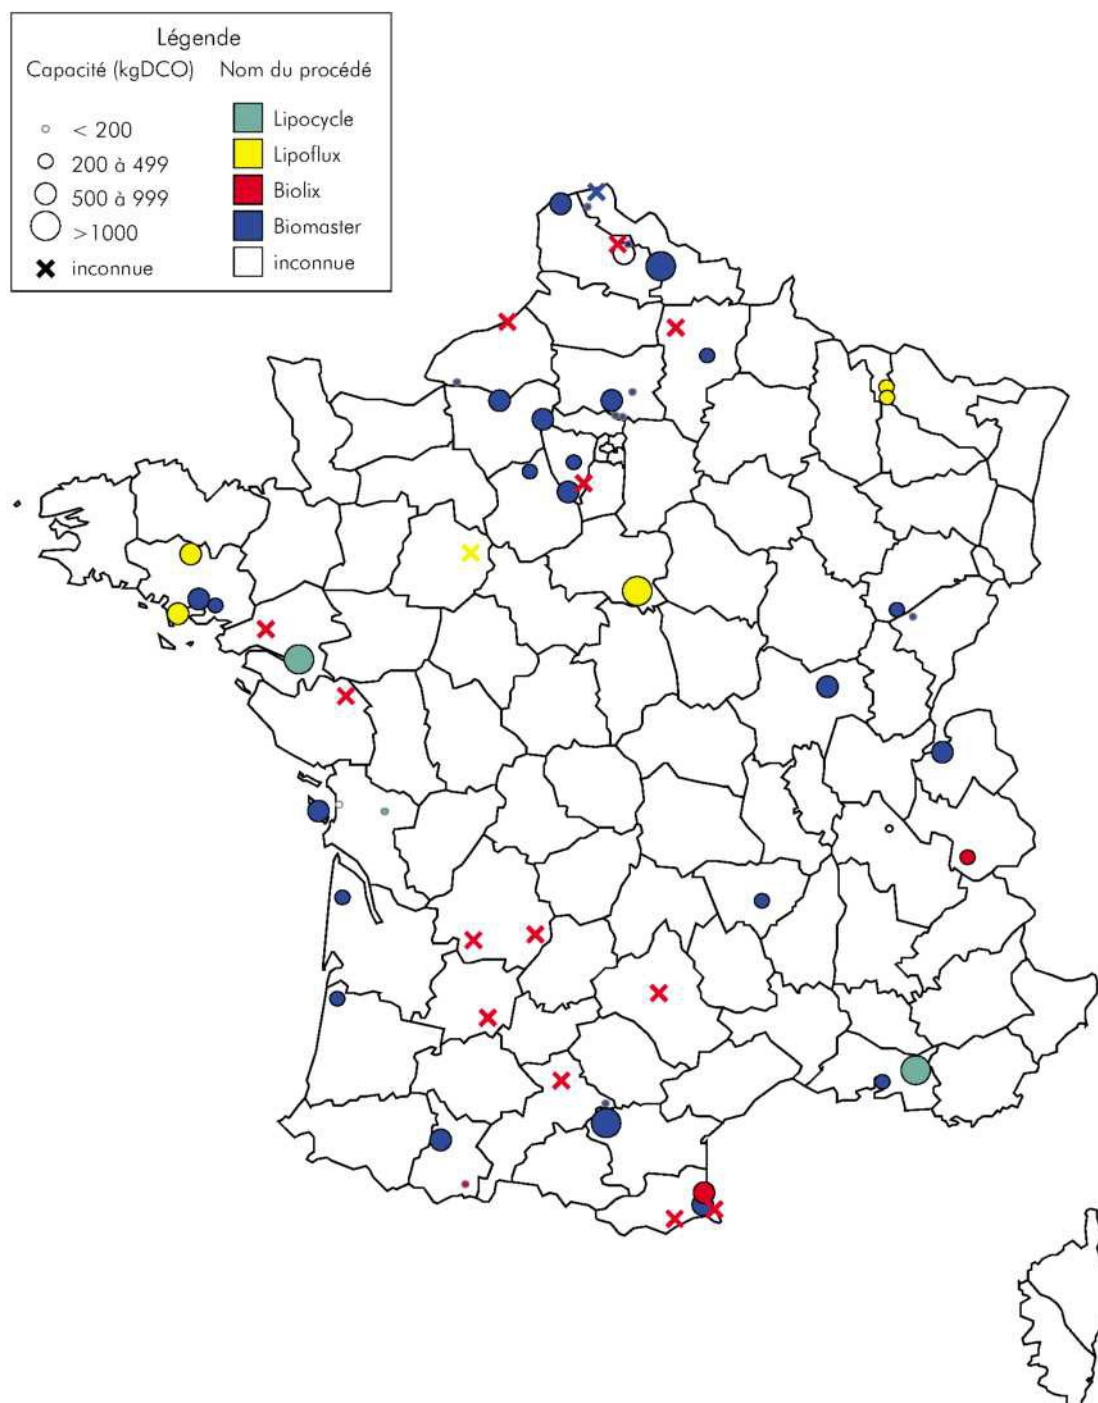 Légende
Capacité (kgDCO) Nom du procédé
< 200
200 à 499
500 à 999
>1000
inconnue
Lipocycle
Lipoflux
Biolix
Biomaster
inconnue